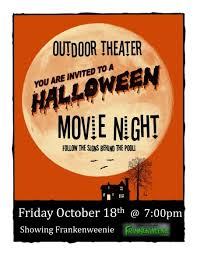 OUTDOOR THEATER
YOU ARE INVITED TO A
HALLOWEEN
MOVIE NIGHT
FOLLOW THE SIGNS BEHIND THE POOL!
Friday October 18th @ 7:00pm
Showing Frankenweenie
FRANKENWEENIE